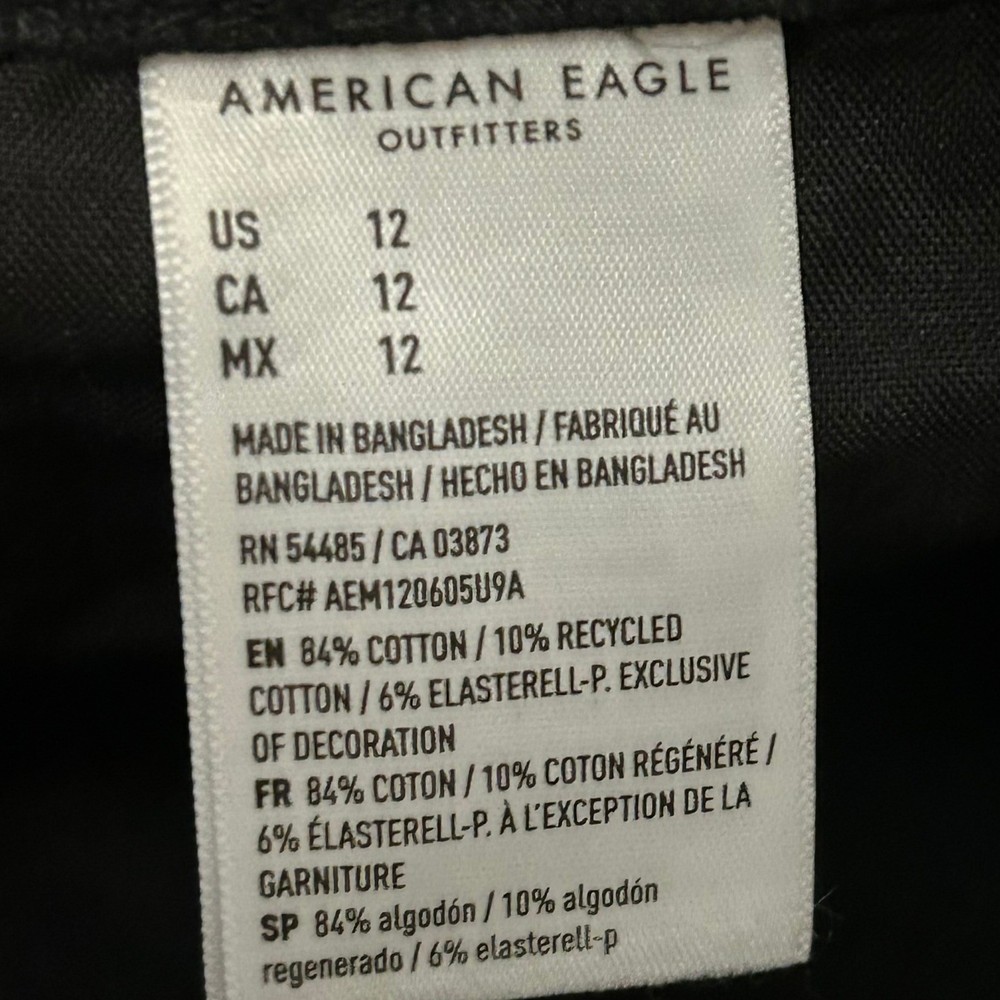 AMERICAN EAGLE
OUTFITTERS
US 12
CA 12
MX 12
MADE IN BANGLADESH / FABRIQUÉ AU
BANGLADESH / HECHO EN BANGLADESH
RN 54485 / CA 03873
RFC# AEM120605U9A
EN 84% COTTON / 10% RECYCLED
COTTON / 6% ELASTERELL-P. EXCLUSIVE
OF DECORATION
FR 84% COTON / 10% COTON RÉGÉNÉRÉ /
6% ÉLASTERELL-P. À L'EXCEPTION DE LA
GARNITURE
SP 84% algodón / 10% algodón
regenerado / 6% elasterell-p